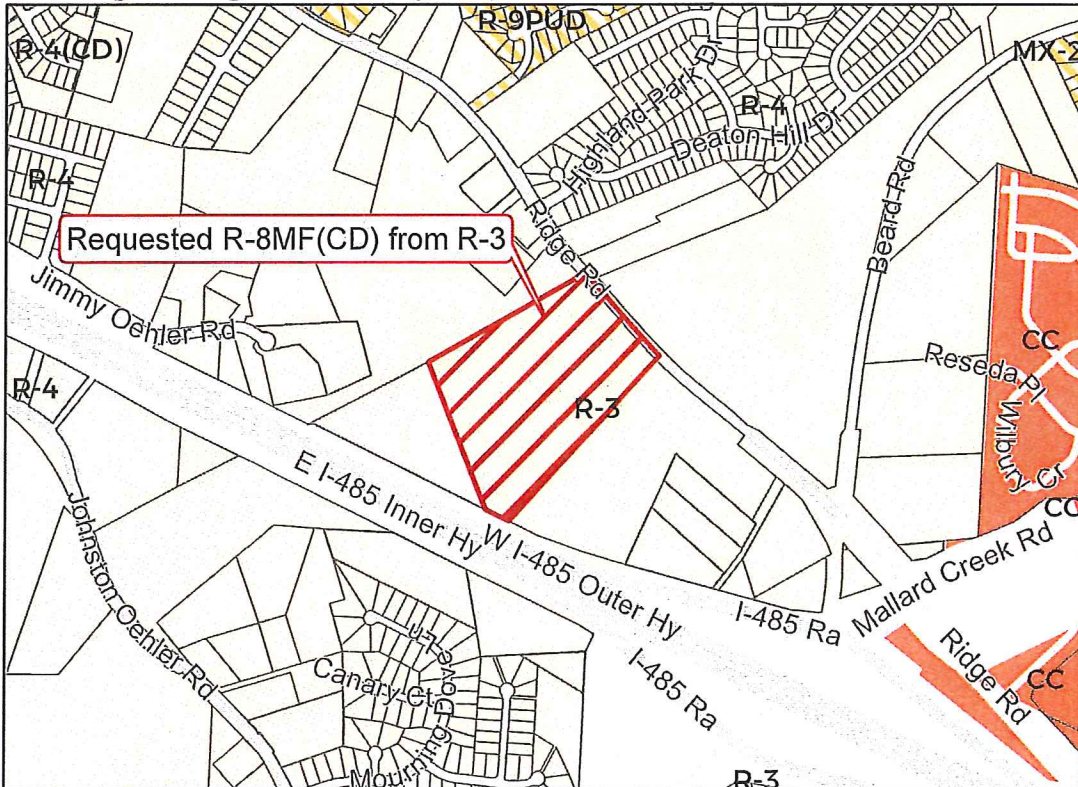 R-9PUD
R-4(CD)
MX-2
Highland Park Dr
R-4
Deaton Hill Dr
R-4
Beard Rd
Ridge Rd
Requested R-8MF(CD) from R-3
Jimmy Oehler Rd
CC
Reseda Pl
R-4
R-3
Wilbury Cr
E I-485 Inner Hy
CC
W I-485 Outer Hy
Mallard Creek Rd
I-485 Ra
Johnston Oehler Rd
Ridge Rd
I-485 Ra
Canary Ct
CC
R-3